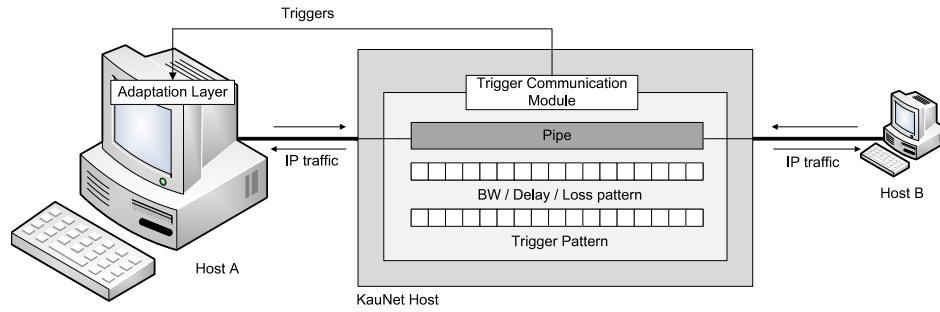 Triggers
Adaptation Layer
Trigger Communication
Module
Pipe
IP traffic
IP traffic
BW / Delay / Loss pattern
Host B
Trigger Pattern
Host A
KauNet Host